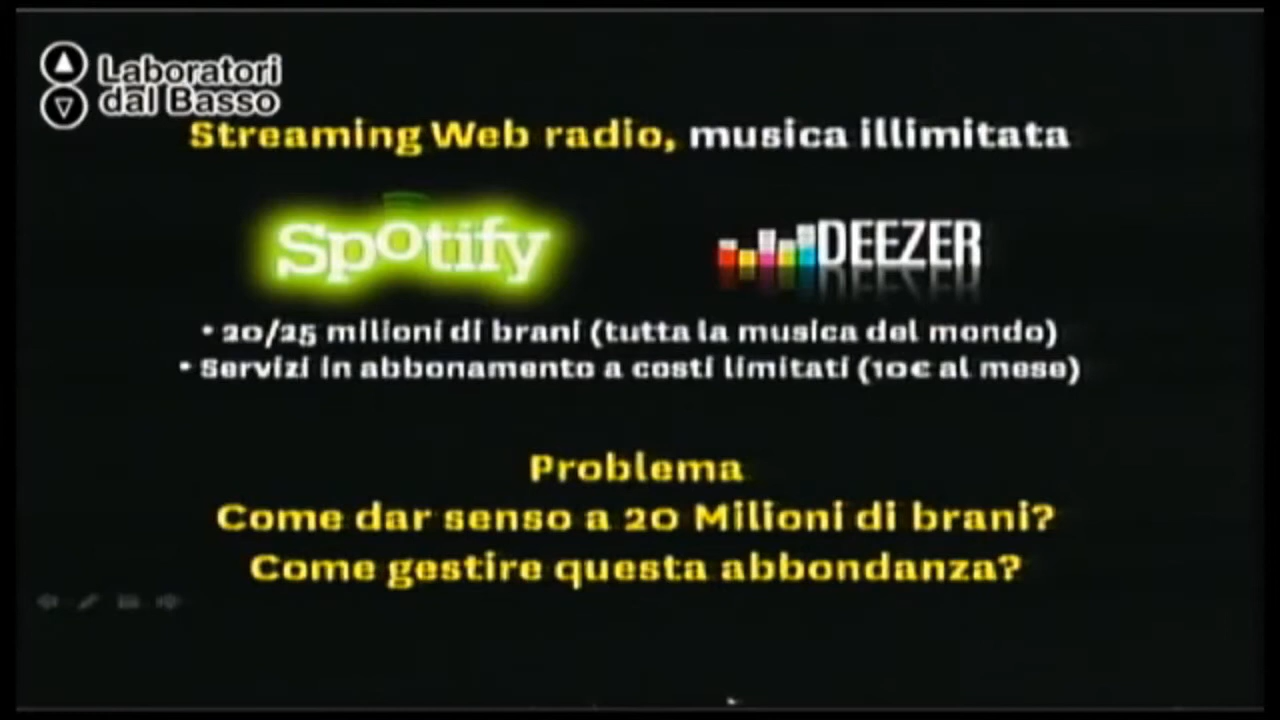 Laboratori
dal Basso
Streaming Web radio, musica illimitata
Spotify
DEEZER
• 20/25 milioni di brani (tutta la musica del mondo)
• Servizi in abbonamento a costi limitati (10€ al mese)
Problema
Come dar senso a 20 Milioni di brani?
Come gestire questa abbondanza?